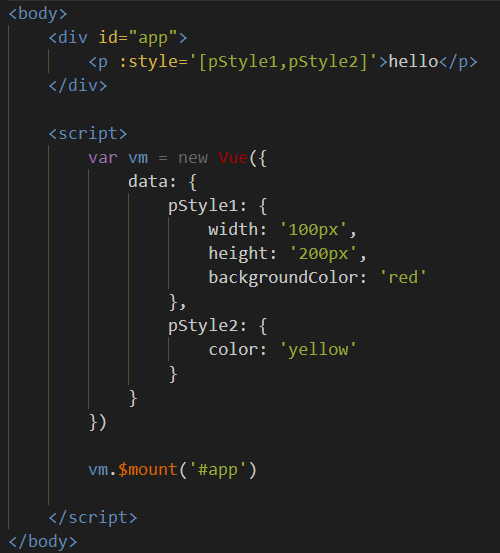 <body>
<div id="app">
<p :style='[pStyle1,pStyle2]'>hello</p>
</div>
<script>
var vm = new Vue({
data: {
pStyle1: {
width: '100px',
height: '200px',
backgroundColor: 'red'
},
pStyle2: {
color: 'yellow'
}
}
})
vm.$mount('#app')
</script>
</body>